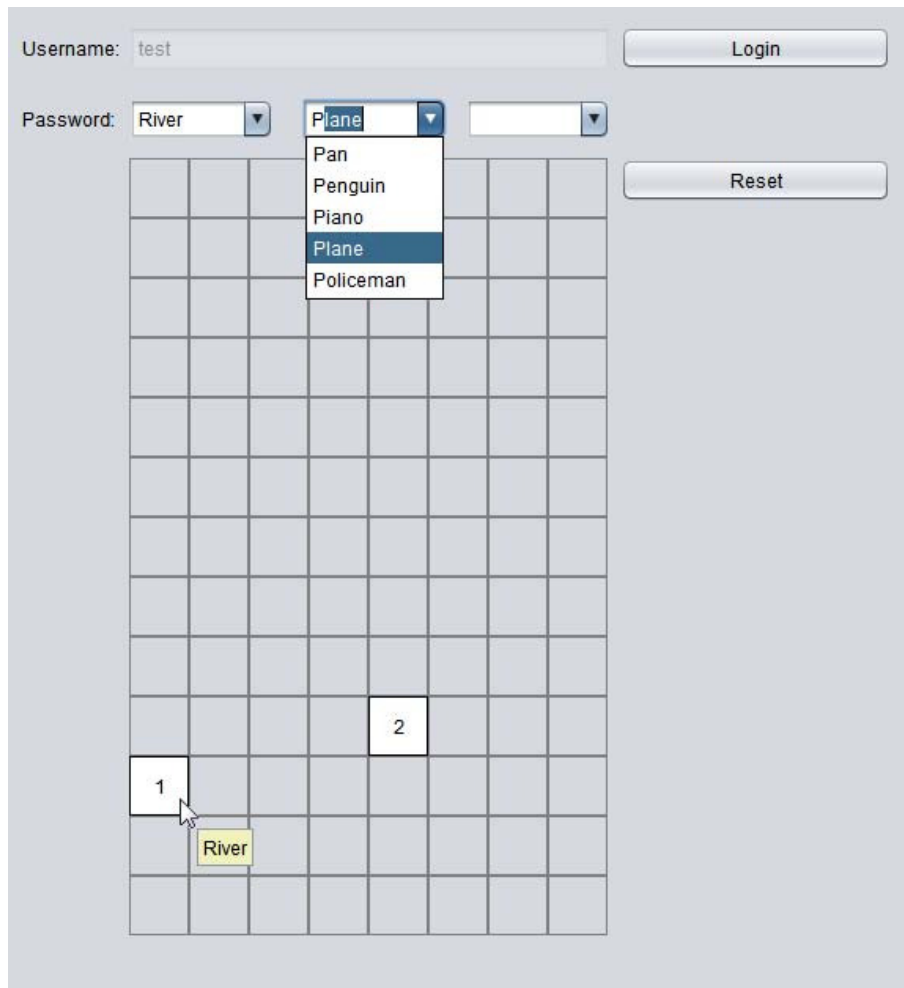 Username: test Login
Password: River Plane
Pan
Penguin
Piano
Plane
Policeman
Reset
2
1
River